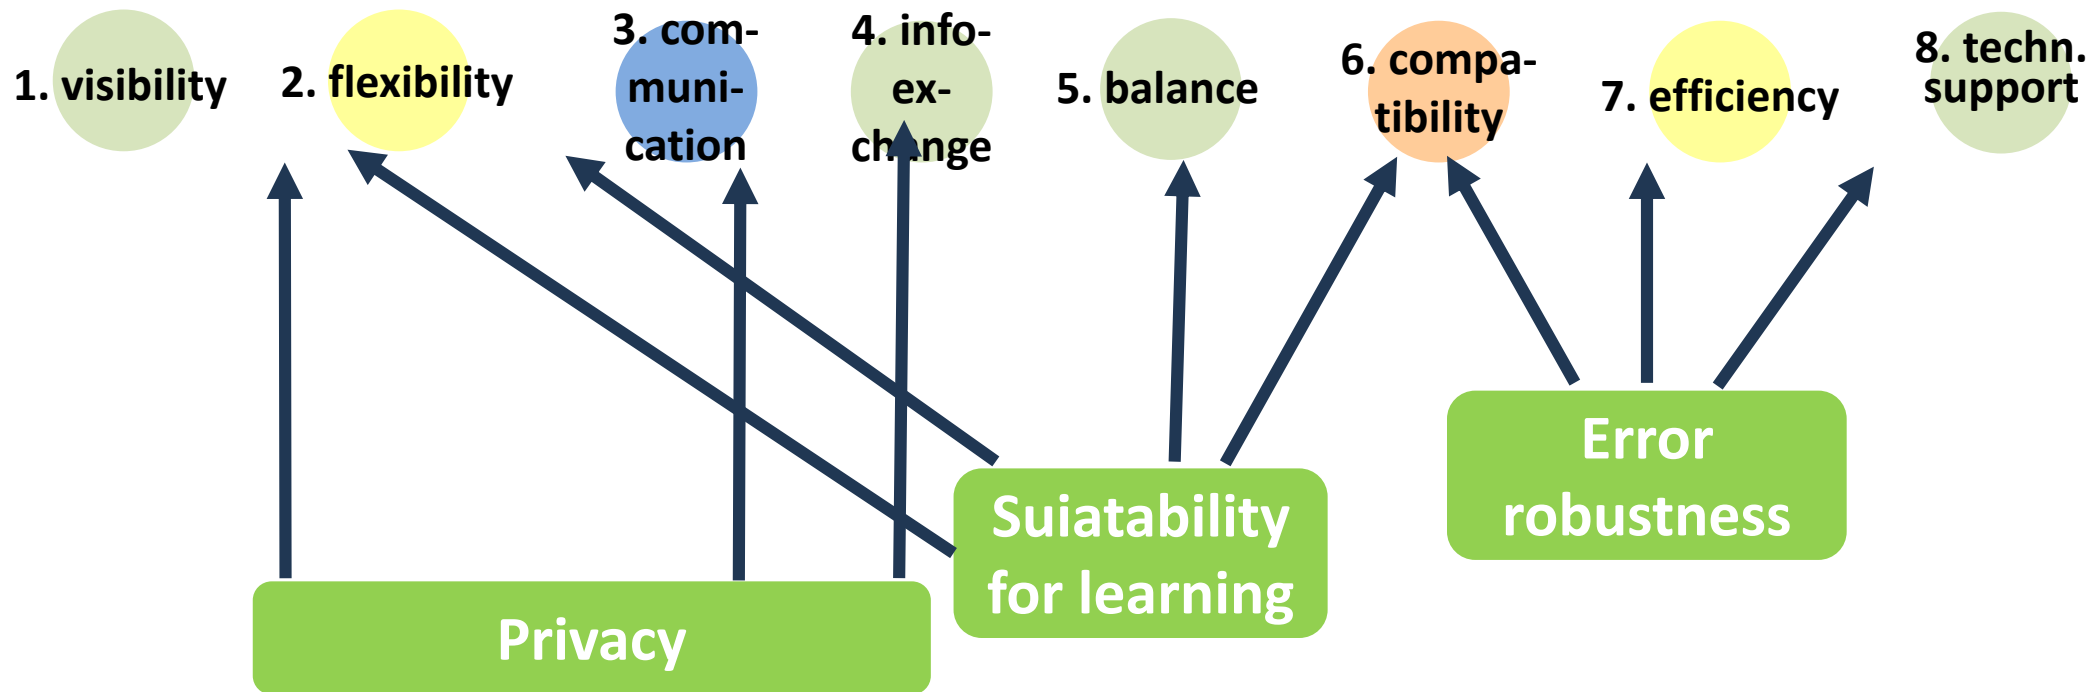 1. visibility
2. flexibility
3. com-
muni-
cation
4. info-
ex-
change
5. balance
6. compa-
tibility
7. efficiency
8. techn.
support
Error
robustness
Suiatability
for learning
Privacy